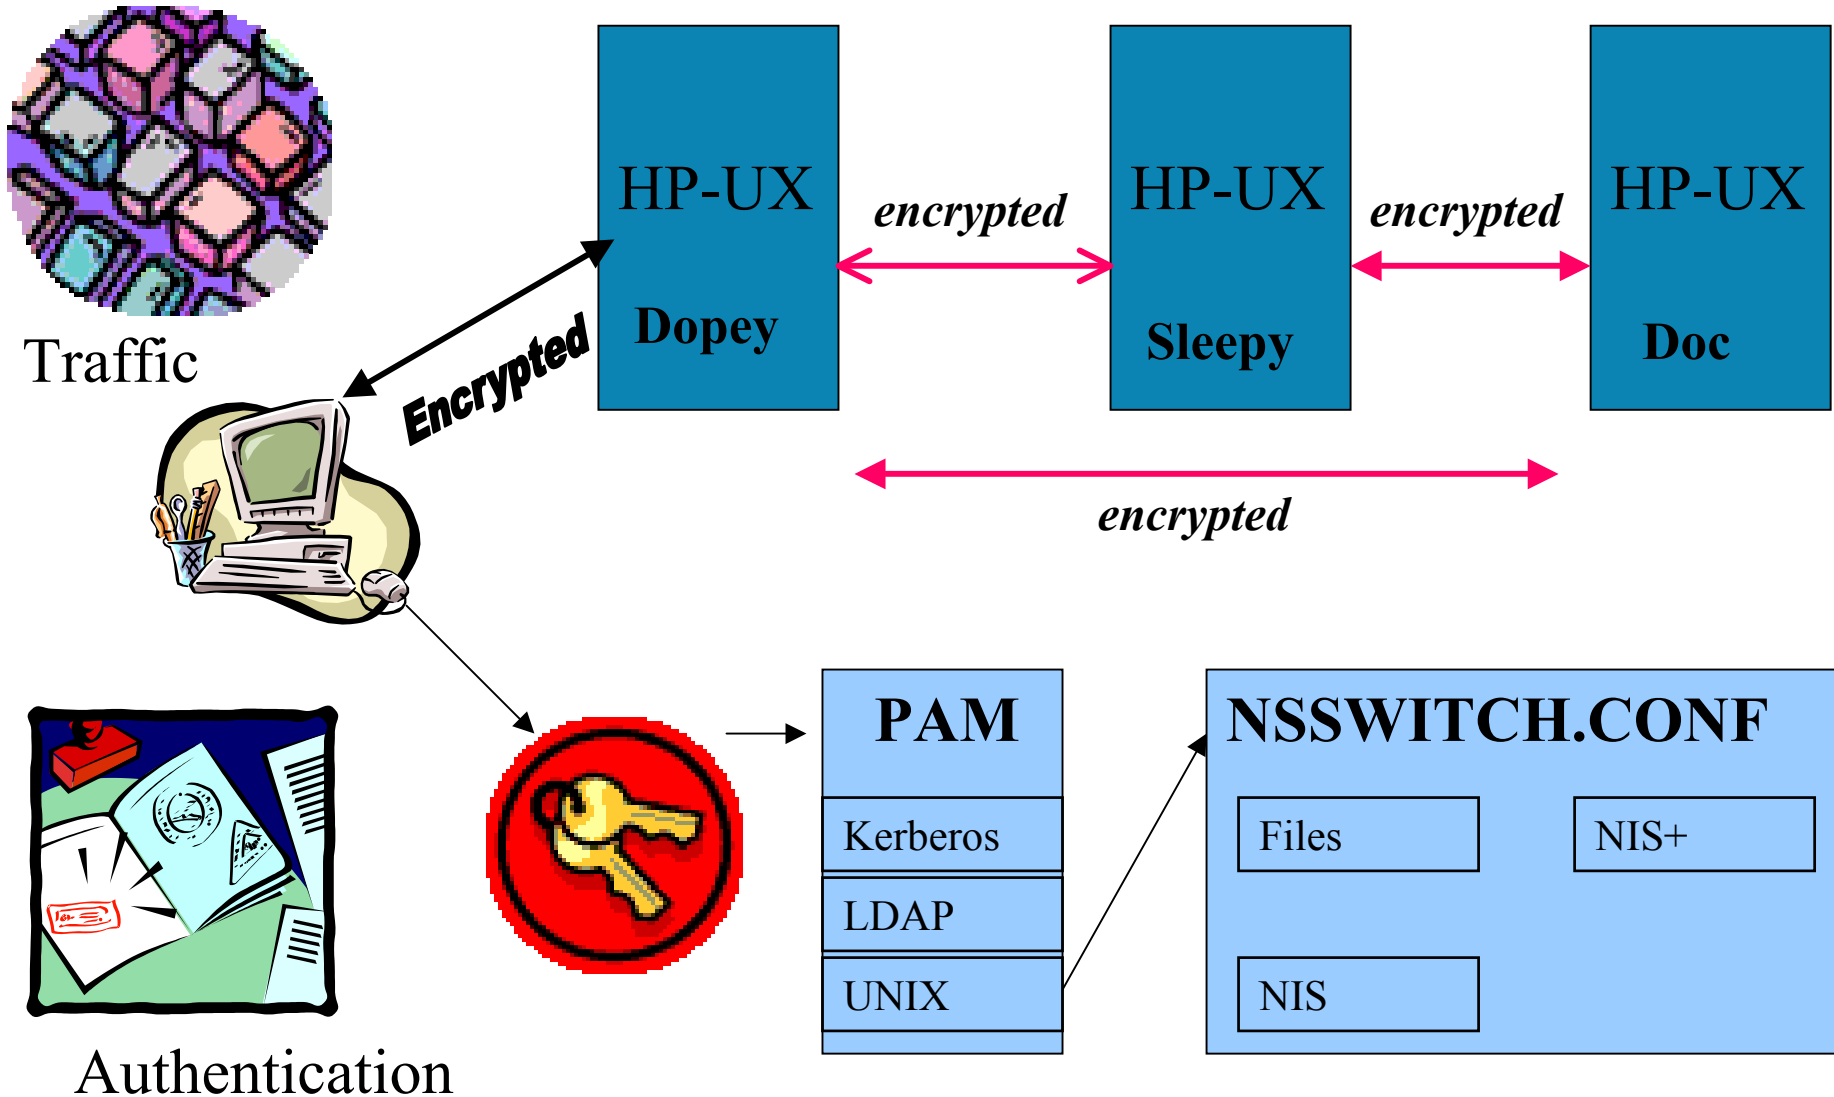 HP-UX
encrypted
HP-UX
encrypted
HP-UX
Dopey
Sleepy
Doc
Traffic
Encrypted
encrypted
PAM
Kerberos
LDAP
UNIX
NSSWITCH.CONF
Files
NIS+
NIS
Authentication